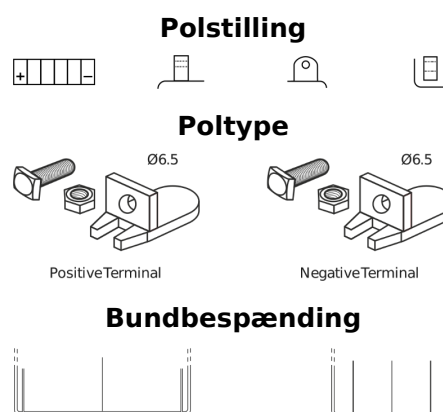 Polstilling
+ −
Poltype
Ø6.5 Ø6.5
PositiveTerminal NegativeTerminal
Bundbespænding